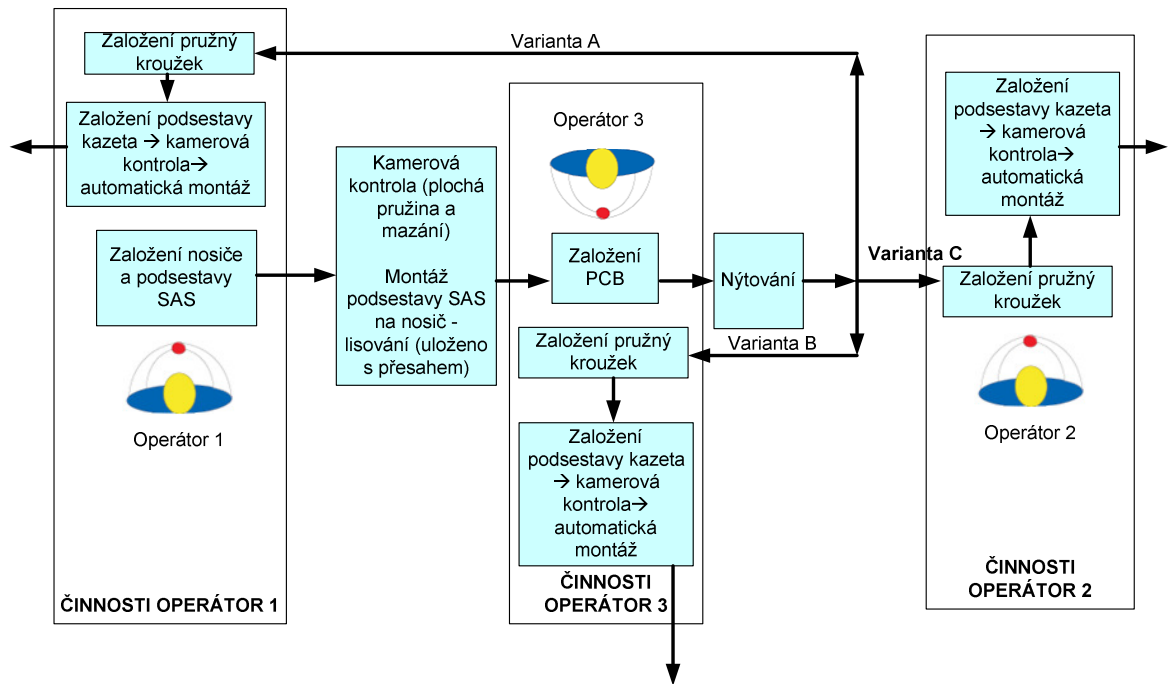 Založení pružný
kroužek
Založení podsestavy
kazeta → kamerová
kontrola→
automatická montáž
Založení nosiče
a podsestavy
SAS
Operátor 1
ČINNOSTI OPERÁTOR 1
Varianta A
Kamerová
kontrola (plochá
pružina a
mazání)
Montáž
podsestavy SAS
na nosič -
lisování (uloženo
s přesahem)
Operátor 3
Založení
PCB
Nýtování
Varianta B
Založení pružný
kroužek
Založení
podsestavy kazeta
→ kamerová
kontrola→
automatická
montáž
ČINNOSTI
OPERÁTOR 3
Varianta C
Založení
podsestavy kazeta
→ kamerová
kontrola→
automatická
montáž
Založení pružný
kroužek
Operátor 2
ČINNOSTI
OPERÁTOR 2